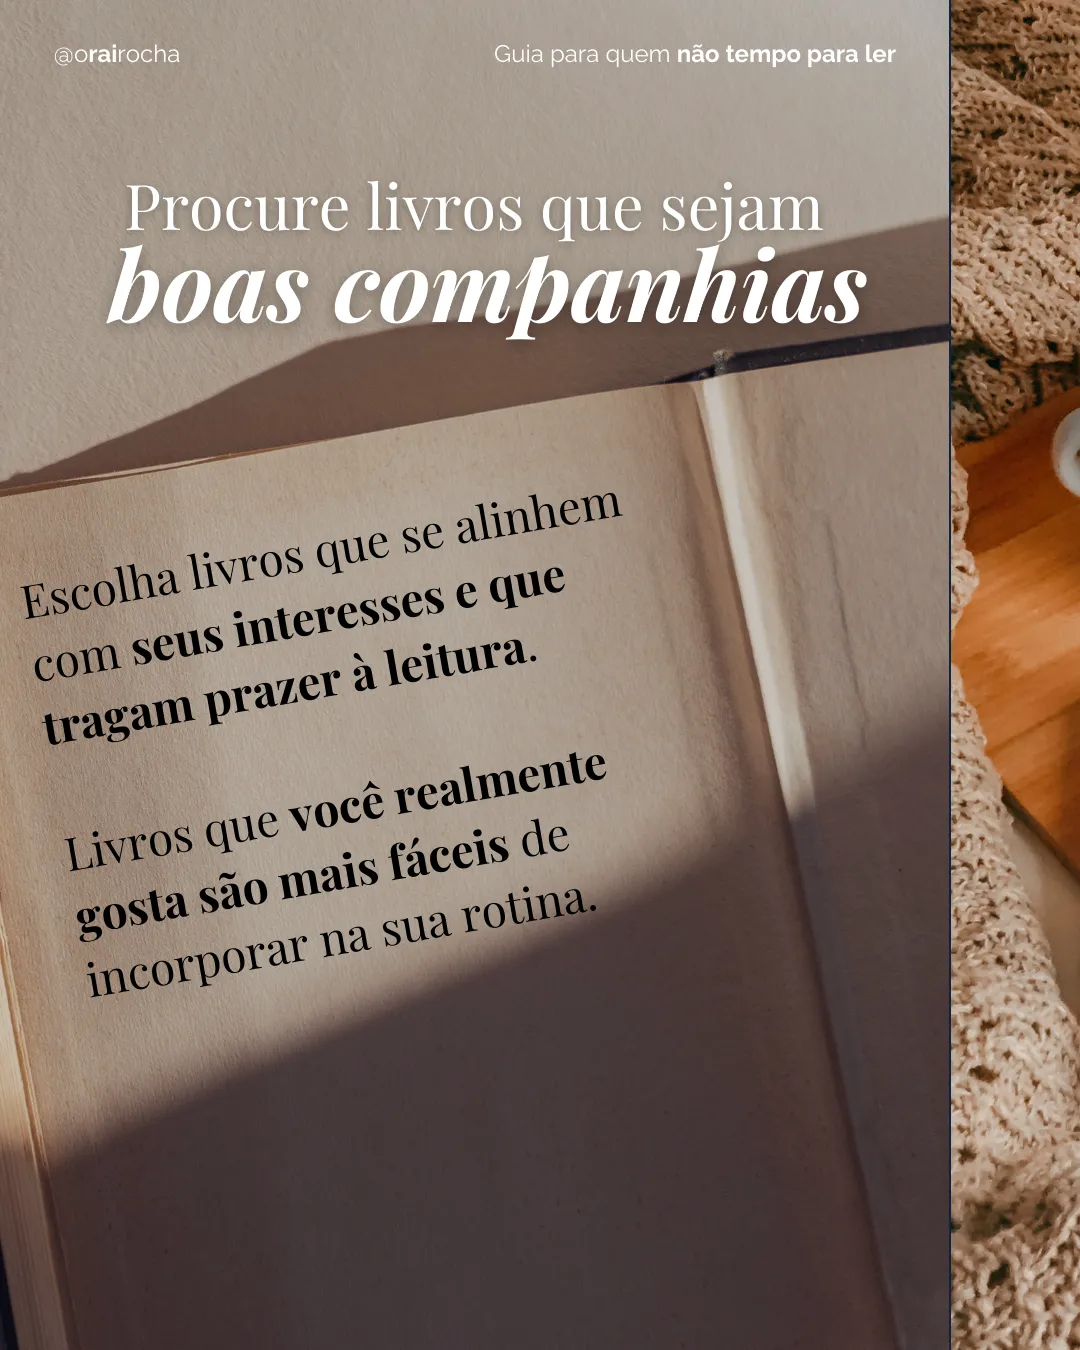 @orairocha
Guia para quem não tempo para ler
Procure livros que sejam
boas companhias
Escolha livros que se alinhem
com seus interesses e que
tragam prazer à leitura.
Livros que você realmente
gosta são mais fáceis de
incorporar na sua rotina.